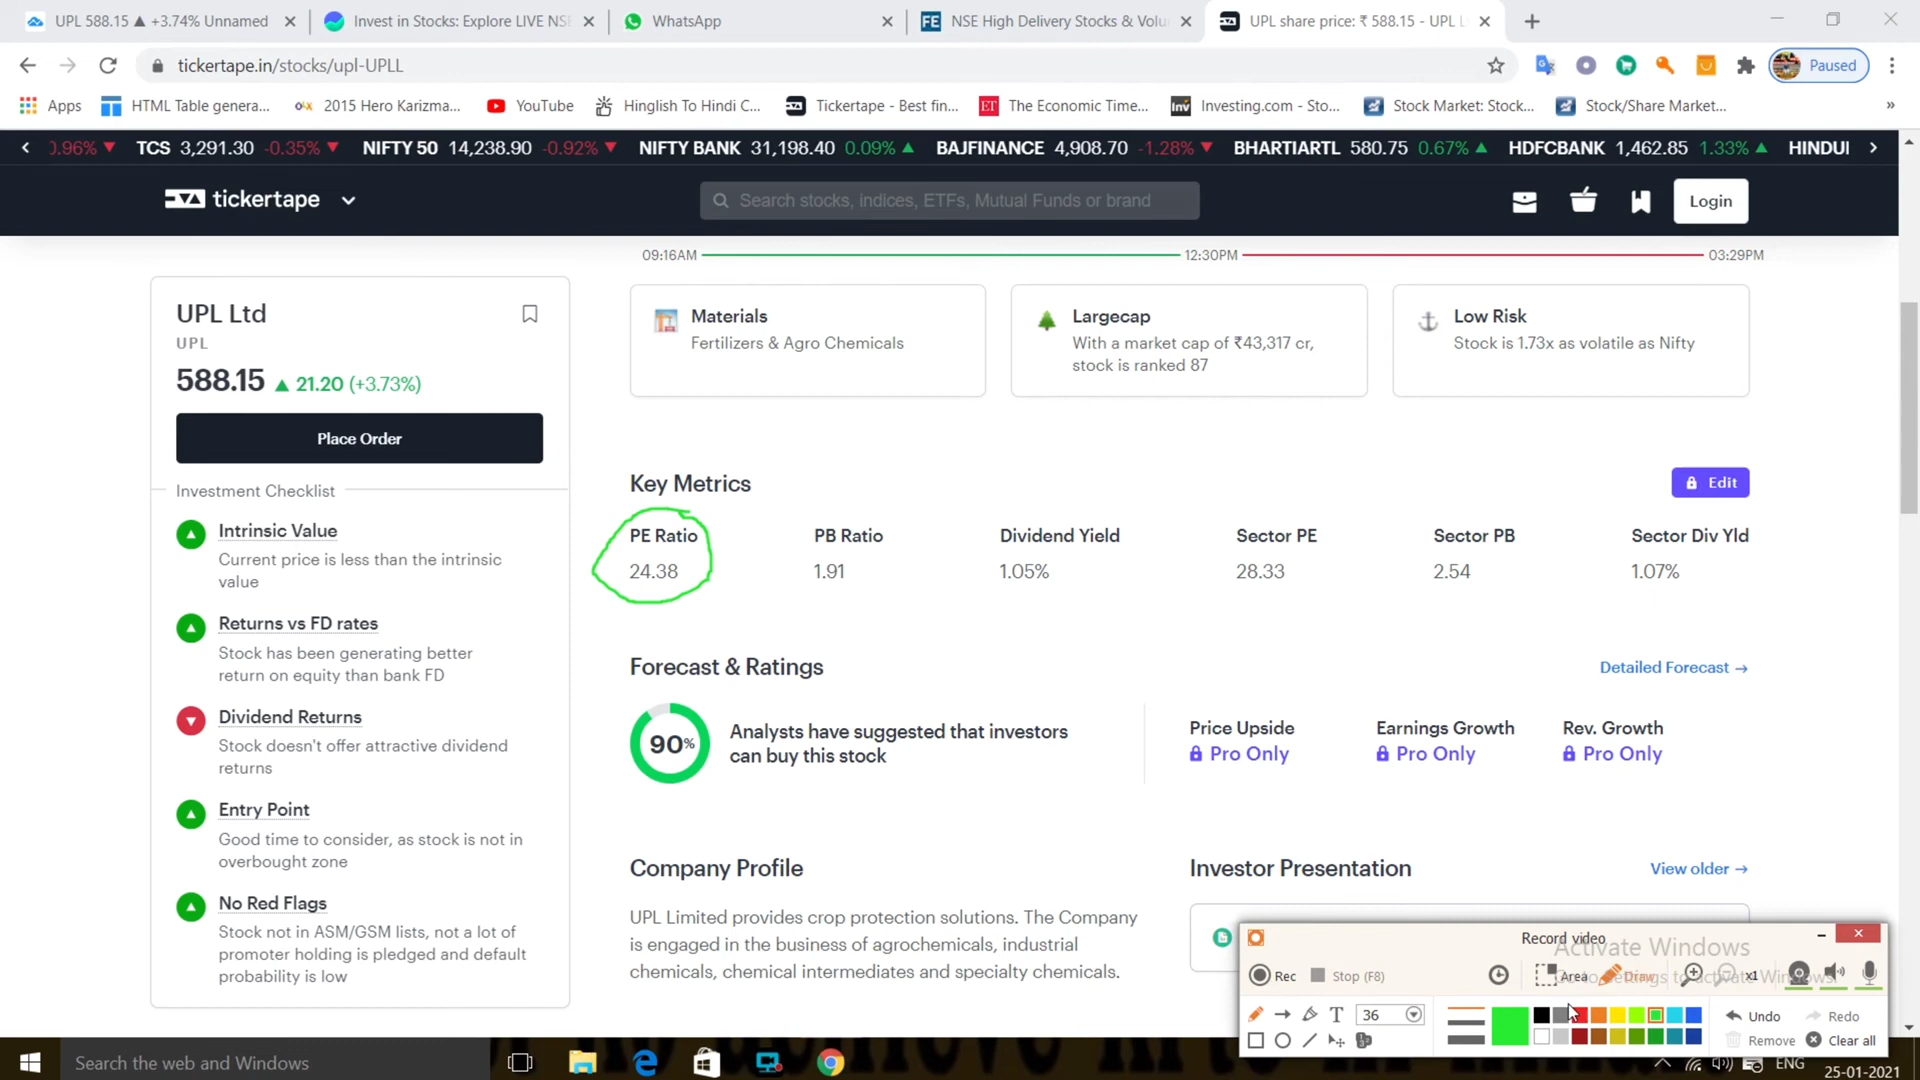 UPL 588.15 ▲ +3.74% Unnamed
Invest in Stocks: Explore LIVE NSE
WhatsApp
FE NSE High Delivery Stocks & Volu
UPL share price: ₹ 588.15 - UPL L
tickertape.in/stocks/upl-UPLL
Paused
Apps
HTML Table genera...
olx 2015 Hero Karizma...
YouTube
Hinglish To Hindi C...
Tickertape - Best fin...
ET The Economic Time...
Inv Investing.com - Sto...
Stock Market: Stock...
Stock/Share Market...
»
0.96% ▼ TCS 3,291.30 -0.35% ▼ NIFTY 50 14,238.90 -0.92% ▼ NIFTY BANK 31,198.40 0.09% ▲ BAJFINANCE 4,908.70 -1.28% ▼ BHARTIARTL 580.75 0.67% ▲ HDFCBANK 1,462.85 1.33% ▲ HINDUI
tickertape
Search stocks, indices, ETFs, Mutual Funds or brand
Login
09:16AM 12:30PM 03:29PM
UPL Ltd
UPL
588.15 ▲ 21.20 (+3.73%)
Place Order
Investment Checklist
Intrinsic Value
Current price is less than the intrinsic
value
Returns vs FD rates
Stock has been generating better
return on equity than bank FD
Dividend Returns
Stock doesn't offer attractive dividend
returns
Entry Point
Good time to consider, as stock is not in
overbought zone
No Red Flags
Stock not in ASM/GSM lists, not a lot of
promoter holding is pledged and default
probability is low
Materials
Fertilizers & Agro Chemicals
Largecap
With a market cap of ₹43,317 cr,
stock is ranked 87
Low Risk
Stock is 1.73x as volatile as Nifty
Key Metrics
Edit
PE Ratio PB Ratio Dividend Yield Sector PE Sector PB Sector Div Yld
24.38 1.91 1.05% 28.33 2.54 1.07%
Forecast & Ratings
Detailed Forecast →
90%
Analysts have suggested that investors
can buy this stock
Price Upside Earnings Growth Rev. Growth
Pro Only Pro Only Pro Only
Company Profile
UPL Limited provides crop protection solutions. The Company
is engaged in the business of agrochemicals, industrial
chemicals, chemical intermediates and specialty chemicals.
Investor Presentation
View older →
Record video
Activate Windows
Go to Settings to activate Windows.
Rec Stop (F8) Area Draw x1
T 36 Undo Redo
Remove Clear all
Search the web and Windows
ENG
25-01-2021